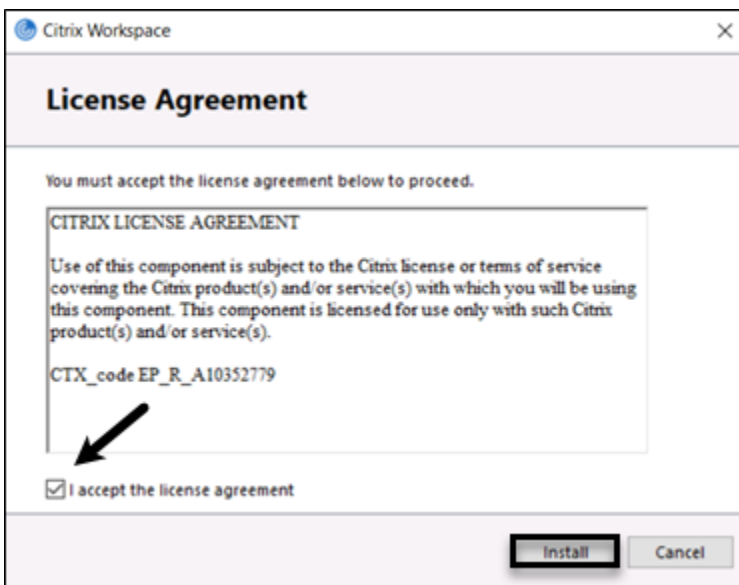 Citrix Workspace
License Agreement
You must accept the license agreement below to proceed.
CITRIX LICENSE AGREEMENT
Use of this component is subject to the Citrix license or terms of service
covering the Citrix product(s) and/or service(s) with which you will be using
this component. This component is licensed for use only with such Citrix
product(s) and/or service(s).
CTX_code EP_R_A10352779
I accept the license agreement
Install
Cancel